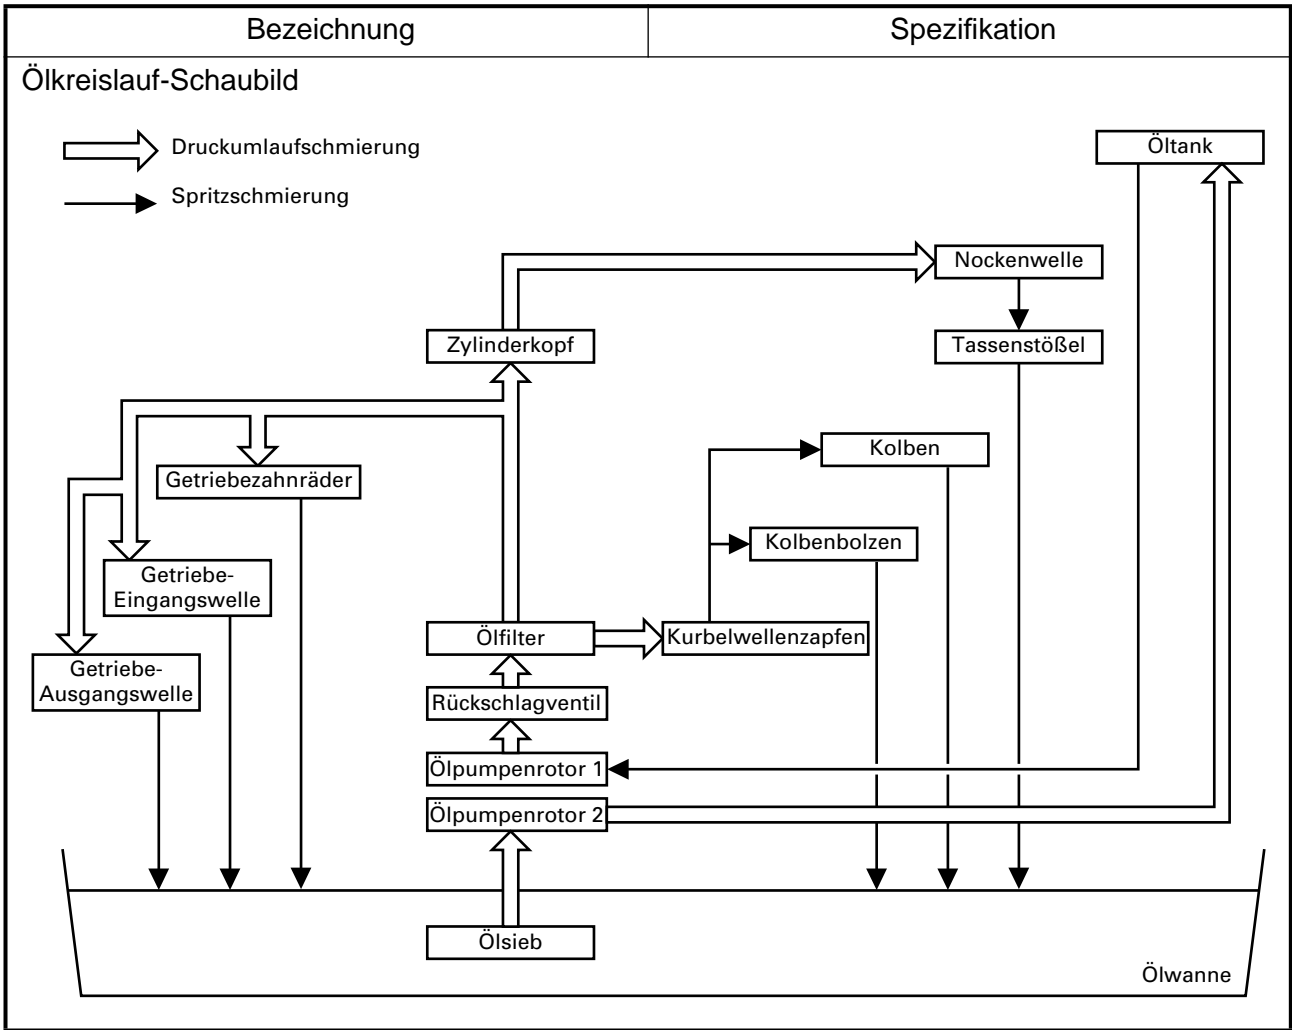 Bezeichnung
Spezifikation
Ölkreislauf-Schaubild
Druckumlaufschmierung
Spritzschmierung
Öltank
Nockenwelle
Zylinderkopf
Tassenstößel
Kolben
Getriebezahnräder
Kolbenbolzen
Getriebe-
Eingangswelle
Ölfilter
Kurbelwellenzapfen
Getriebe-
Ausgangswelle
Rückschlagventil
Ölpumpenrotor 1
Ölpumpenrotor 2
Ölsieb
Ölwanne